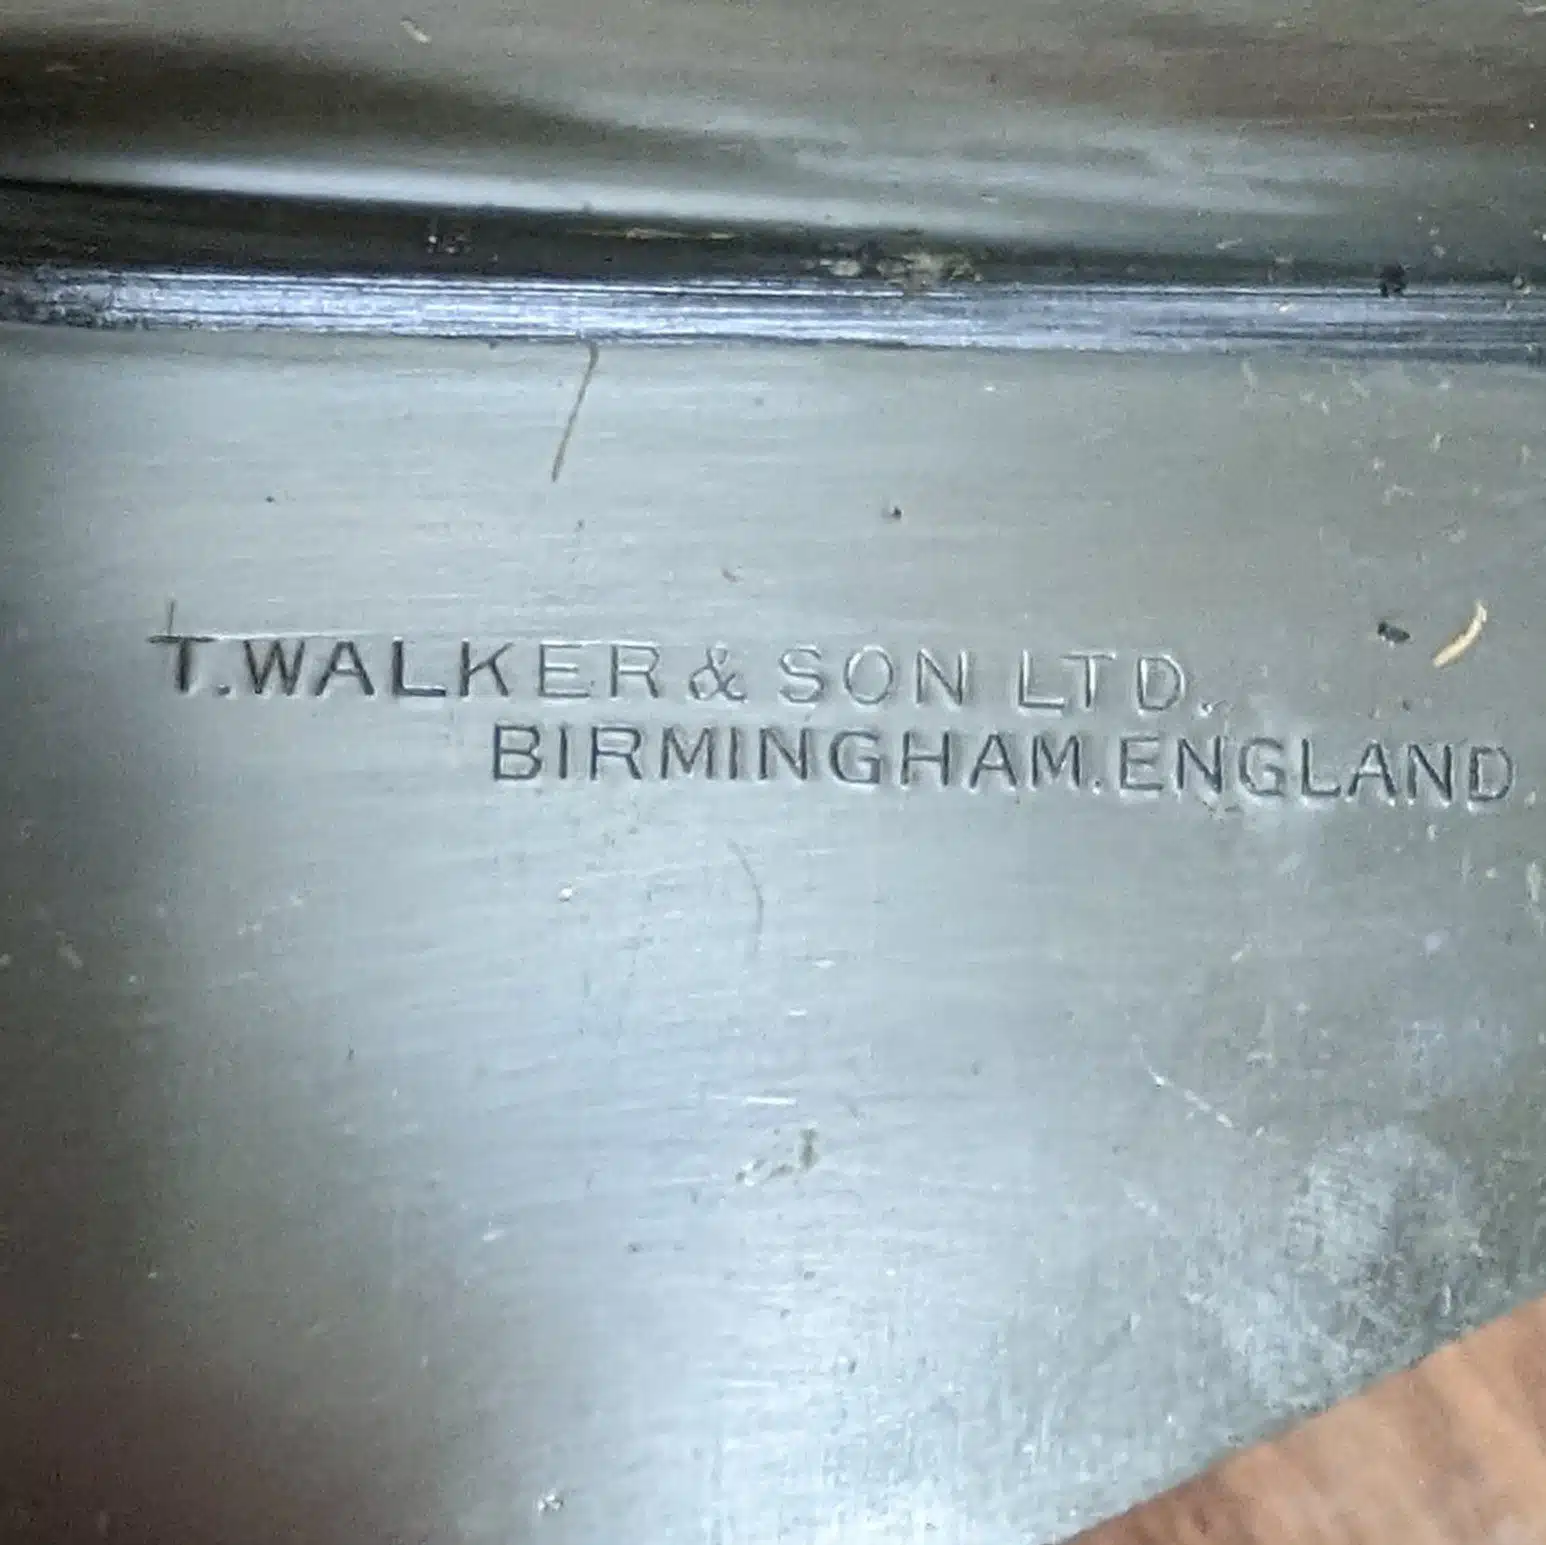 T.WALKER & SON LTD.
BIRMINGHAM.ENGLAND